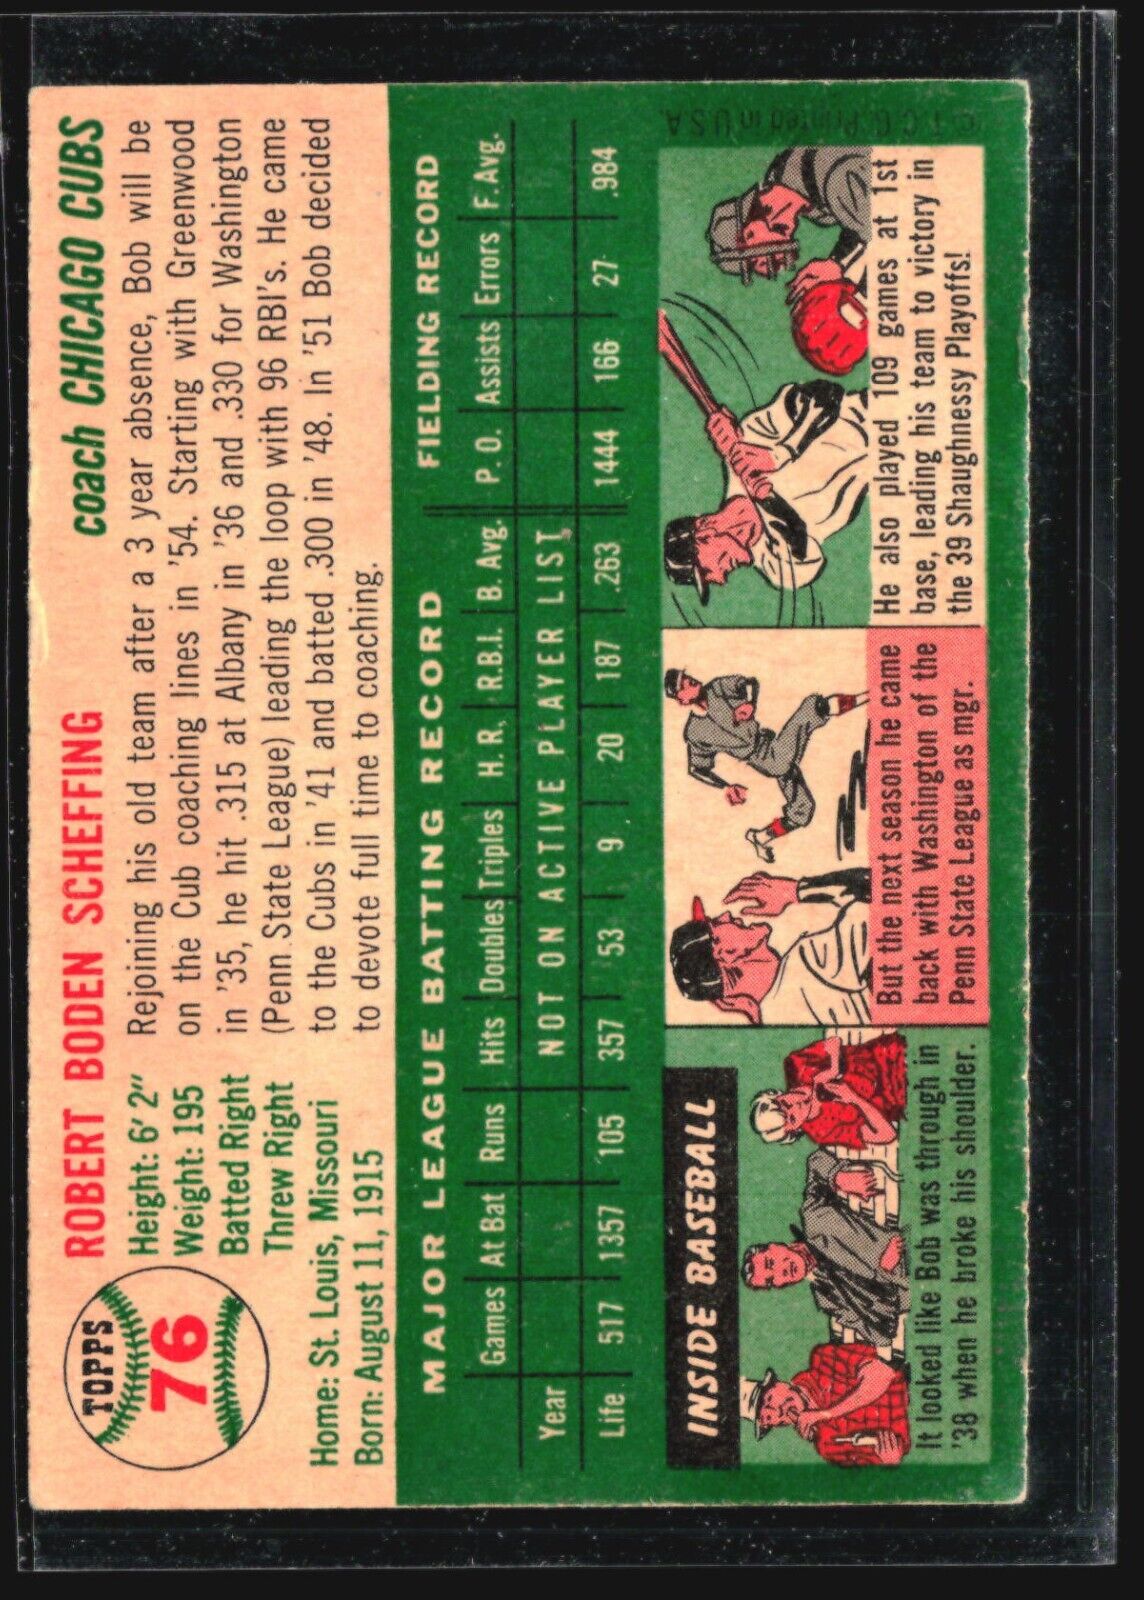 TOPPS
76
ROBERT BODEN SCHEFFING
coach CHICAGO CUBS
Height: 6' 2"
Weight: 195
Batted Right
Threw Right
Home: St. Louis, Missouri
Born: August 11, 1915
Rejoining his old team after a 3 year absence, Bob will be
on the Cub coaching lines in '54. Starting with Greenwood
in '35, he hit .315 at Albany in '36 and .330 for Washington
(Penn State League) leading the loop with 96 RBI's. He came
to the Cubs in '41 and batted .300 in '48. In '51 Bob decided
to devote full time to coaching.
MAJOR LEAGUE BATTING RECORD FIELDING RECORD
Games At Bat Runs Hits Doubles Triples H. R. R.B.I. B. Avg. P. O. Assists Errors F. Avg.
Year NOT ON ACTIVE PLAYER LIST
Life 517 1357 105 357 53 9 20 187 .263 1444 166 27 .984
INSIDE BASEBALL
It looked like Bob was through in
'38 when he broke his shoulder.
But the next season he came
back with Washington of the
Penn State League as mgr.
He also played 109 games at 1st
base, leading his team to victory in
the 39 Shaughnessy Playoffs!
© T. C. G. Printed in U.S.A.